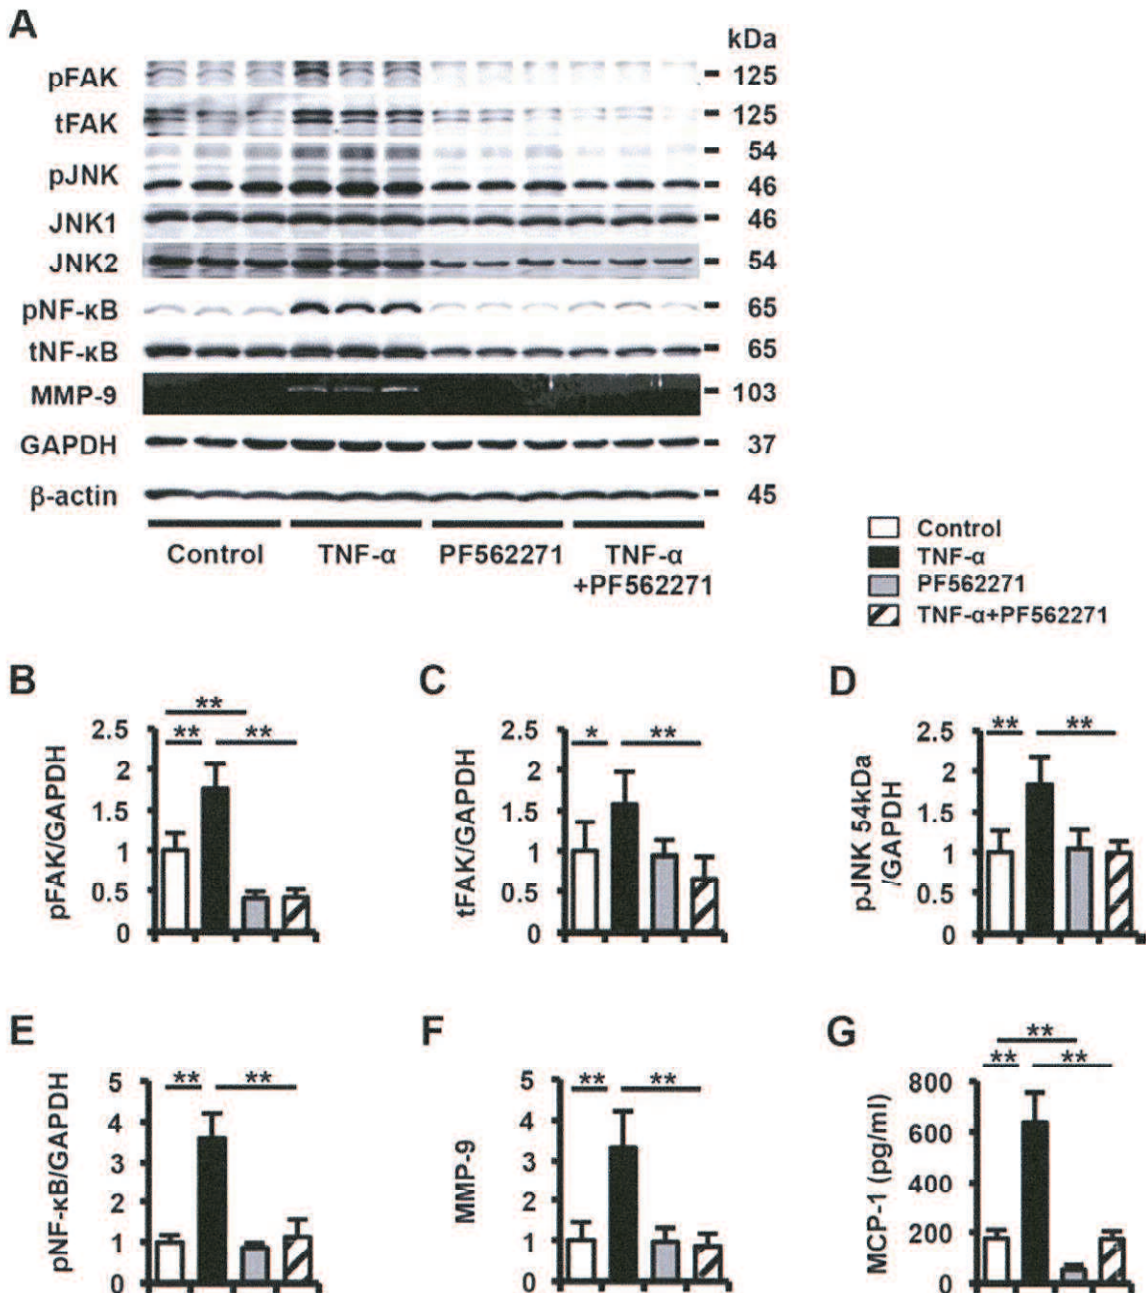 A
kDa
pFAK 125
tFAK 125
54
pJNK 46
JNK1 46
JNK2 54
pNF-κB 65
tNF-κB 65
MMP-9 103
GAPDH 37
β-actin 45
Control TNF-α PF562271 TNF-α
+PF562271
Control
TNF-α
PF562271
TNF-α+PF562271
B
**
** **
pFAK/GAPDH
2.5
2
1.5
1
0.5
0
C
* **
tFAK/GAPDH
2.5
2
1.5
1
0.5
0
D
** **
pJNK 54kDa
/GAPDH
2.5
2
1.5
1
0.5
0
E
** **
pNF-κB/GAPDH
5
4
3
2
1
0
F
** **
MMP-9
5
4
3
2
1
0
G
**
** **
MCP-1 (pg/ml)
800
600
400
200
0